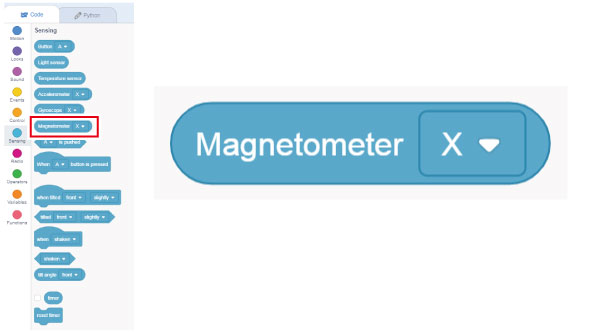 Code
Python
Sensing
Motion
Looks
Sound
Events
Control
Sensing
Radio
Operators
Variables
Functions
Button A
Light sensor
Temperature sensor
Accelerometer X
Gyroscope X
Magnetometer X
A is pushed
When A button is pressed
when tilted front slightly
tilted front slightly
when shaken
shaken
tilt angle front
timer
reset timer
Magnetometer X